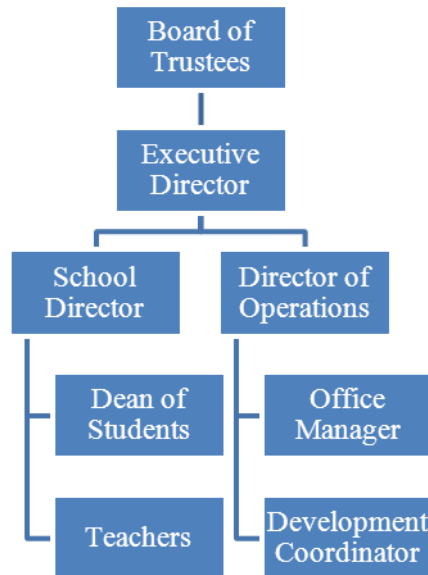 Board of
Trustees
Executive
Director
School
Director
Director of
Operations
Dean of
Students
Office
Manager
Teachers
Development
Coordinator